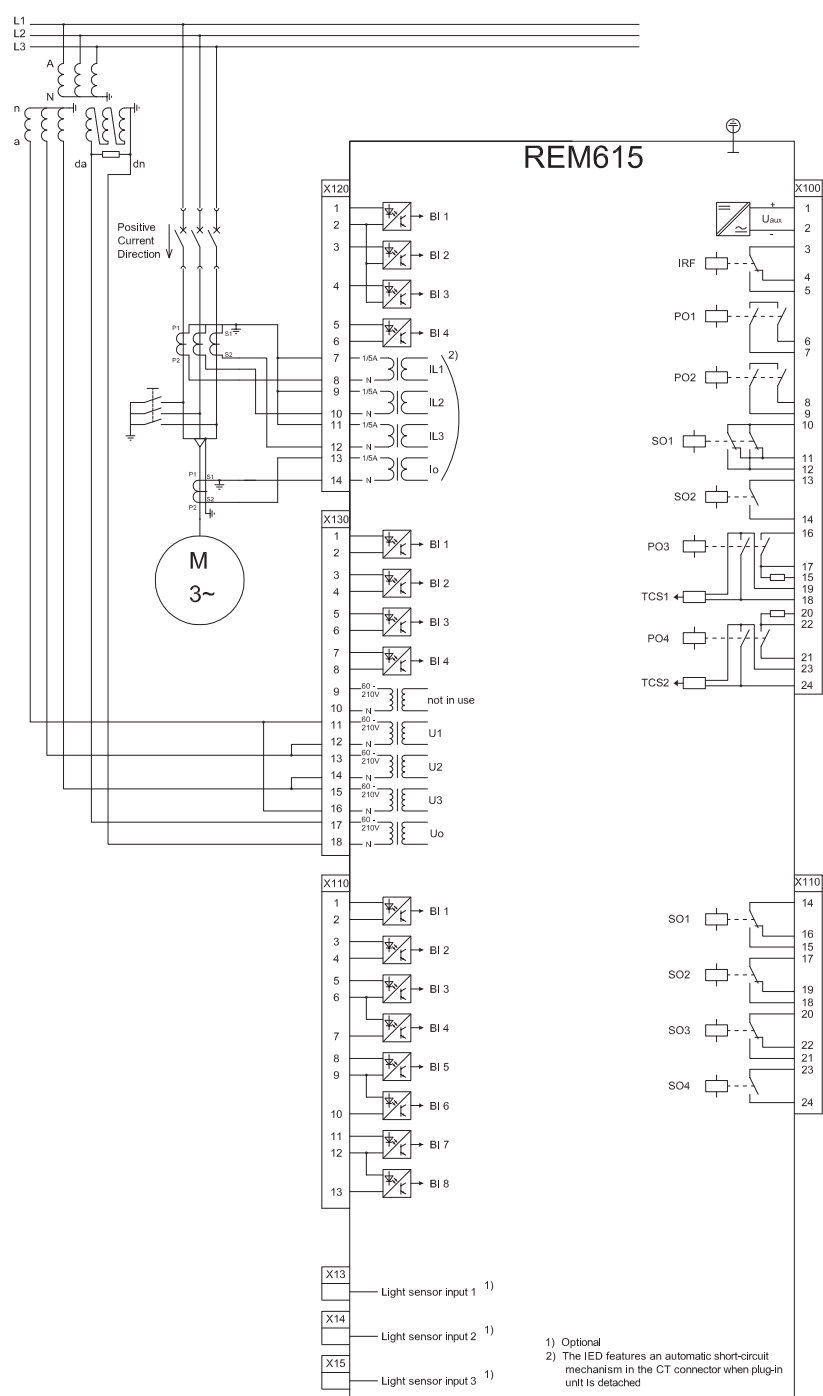 L1
L2
L3
A
N
n
a
da
dn
REM615
Positive
Current
Direction
P1
S1
P2
S2
P1
S1
P2
S2
M
3~
X120
1
2
3
4
5
6
7
8
9
10
11
12
13
14
BI 1
BI 2
BI 3
BI 4
1/5A
N
IL1
2)
1/5A
N
IL2
1/5A
N
IL3
1/5A
N
Io
X130
1
2
3
4
5
6
7
8
9
10
11
12
13
14
15
16
17
18
BI 1
BI 2
BI 3
BI 4
60 -
210V
N
not in use
60 -
210V
N
U1
60 -
210V
N
U2
60 -
210V
N
U3
60 -
210V
N
Uo
X110
1
2
3
4
5
6
7
8
9
10
11
12
13
BI 1
BI 2
BI 3
BI 4
BI 5
BI 6
BI 7
BI 8
X13
Light sensor input 1 1)
X14
Light sensor input 2 1)
X15
Light sensor input 3 1)
X100
+
Uaux
-
1
2
IRF
3
4
5
PO1
6
7
PO2
8
9
SO1
10
11
12
SO2
13
14
PO3
16
17
15
19
18
TCS1
PO4
20
22
21
23
24
TCS2
X110
SO1
14
16
15
SO2
17
19
18
SO3
20
22
21
SO4
23
24
1) Optional
2) The IED features an automatic short-circuit
mechanism in the CT connector when plug-in
unit is detached